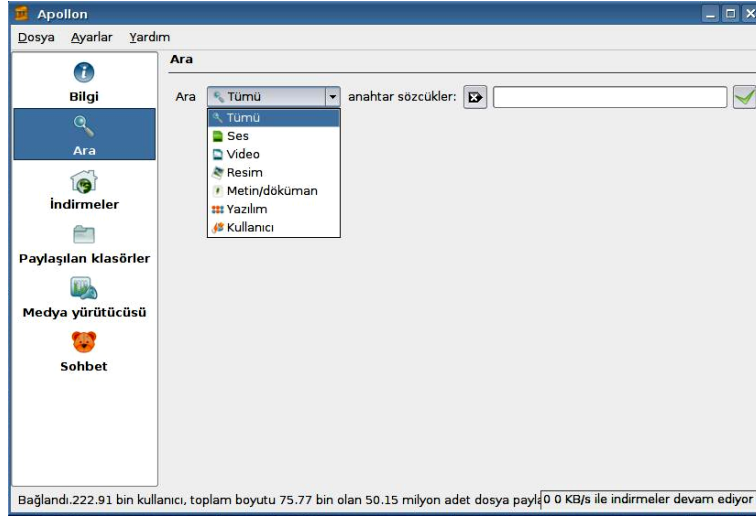 Apollon
Dosya Ayarlar Yardım
Ara
Bilgi
Ara
İndirmeler
Paylaşılan klasörler
Medya yürütücüsü
Sohbet
Ara Tümü anahtar sözcükler:
Tümü
Ses
Video
Resim
Metin/döküman
Yazılım
Kullanıcı
Bağlandı.222.91 bin kullanıcı, toplam boyutu 75.77 bin olan 50.15 milyon adet dosya payla
0 0 KB/s ile indirmeler devam ediyor